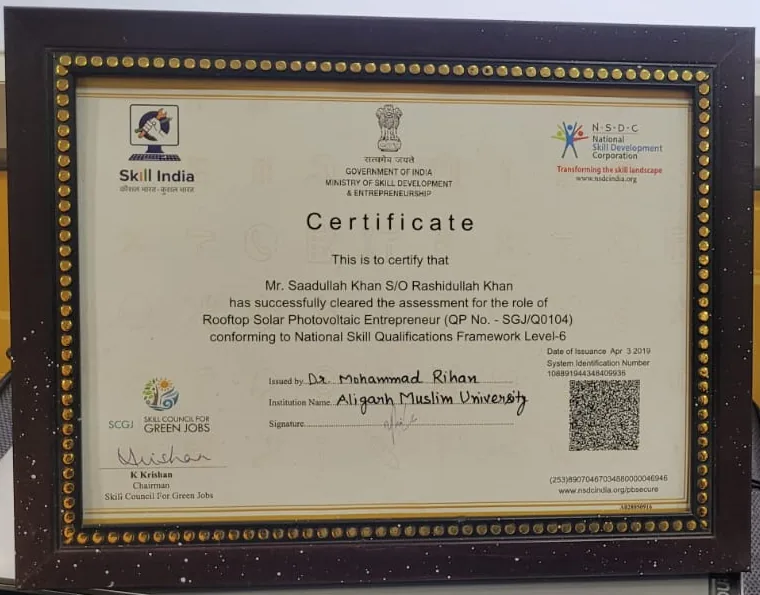 Skill India
कौशल भारत - कुशल भारत
सत्यमेव जयते
GOVERNMENT OF INDIA
MINISTRY OF SKILL DEVELOPMENT
& ENTREPRENEURSHIP
N·S·D·C
National
Skill Development
Corporation
Transforming the skill landscape
www.nsdcindia.org
Certificate
This is to certify that
Mr. Saadullah Khan S/O Rashidullah Khan
has successfully cleared the assessment for the role of
Rooftop Solar Photovoltaic Entrepreneur (QP No. - SGJ/Q0104)
conforming to National Skill Qualifications Framework Level-6
Date of Issuance Apr 3 2019
System Identification Number
108891944348409936
Issued by Dr. Mohammad Rihan
Institution Name Aligarh Muslim University
Signature
SCGJ
SKILL COUNCIL FOR
GREEN JOBS
K Krishan
Chairman
Skill Council For Green Jobs
(253)89070467034880000046946
www.nsdcindia.org/pbsecure